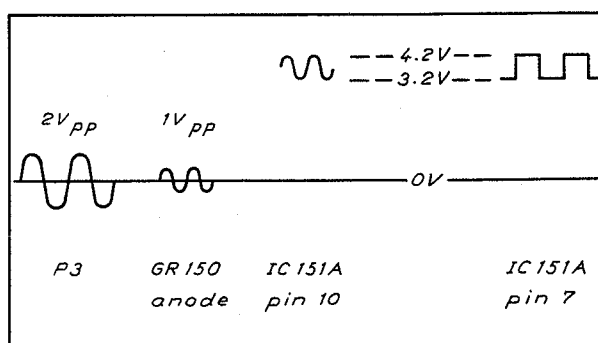 4.2V
3.2V
2Vpp
1Vpp
0V
P3
GR 150
anode
IC 151A
pin 10
IC 151A
pin 7